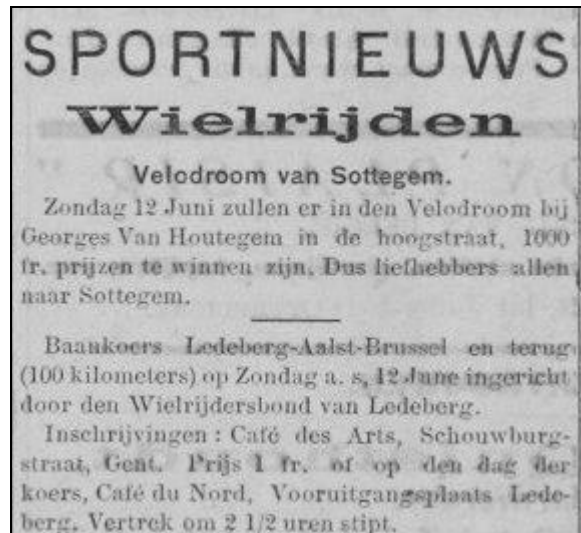 SPORTNIEUWS
Wielrijden
Velodroom van Sottegem.
Zondag 12 Juni zullen er in den Velodroom bij
Georges Van Houtegem in de hoogstraat, 1000
fr. prijzen te winnen zijn. Dus liefhebbers allen
naar Sottegem.
Baankoers Ledeberg-Aalst-Brussel en terug
(100 kilometers) op Zondag a. s, 12 June ingericht
door den Wielrijdersbond van Ledeberg.
Inschrijvingen : Café des Arts, Schouwburg-
straat, Gent. Prijs 1 fr. of op den dag der
koers, Café du Nord, Vooruitgangsplaats Lede-
berg. Vertrek om 2 1/2 uren stipt.